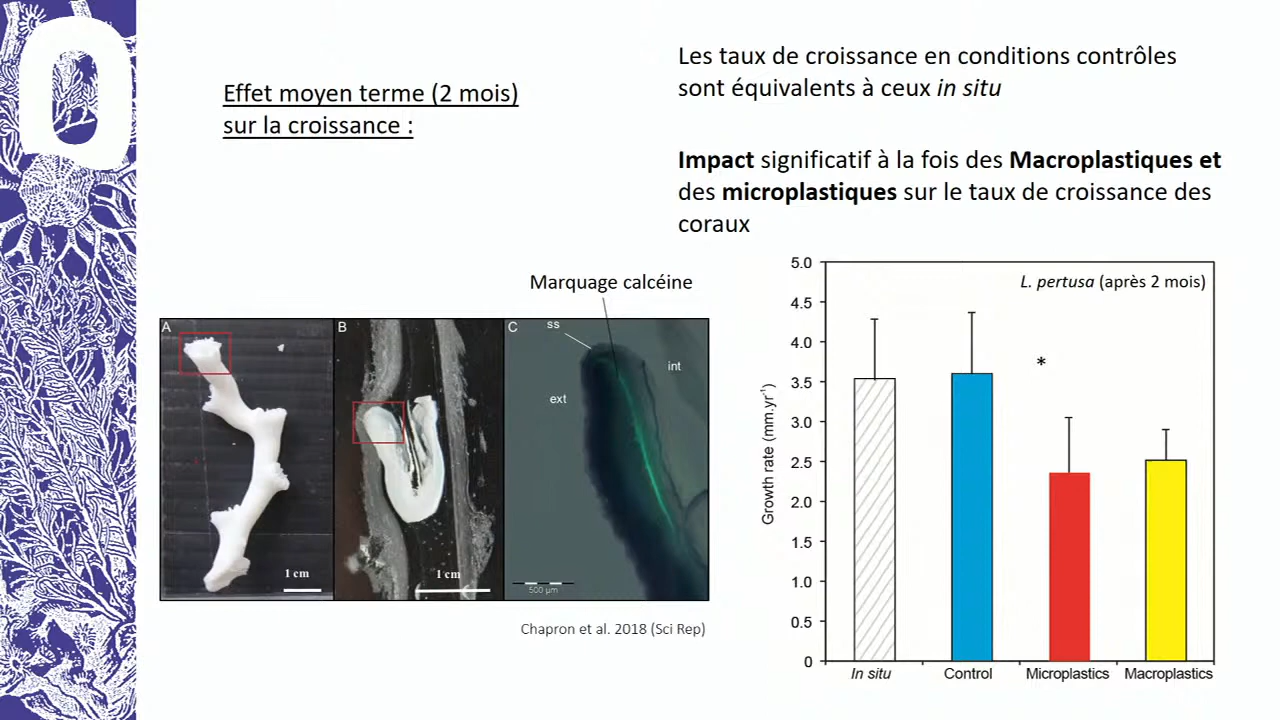 Effet moyen terme (2 mois)
sur la croissance :
Les taux de croissance en conditions contrôles
sont équivalents à ceux in situ
Impact significatif à la fois des Macroplastiques et
des microplastiques sur le taux de croissance des
coraux
Marquage calcéine
A
1 cm
B
1 cm
C
ss
ext
int
500 µm
Chapron et al. 2018 (Sci Rep)
L. pertusa (après 2 mois)
*
Growth rate (mm.yr⁻¹)
5.0
4.5
4.0
3.5
3.0
2.5
2.0
1.5
1.0
0.5
0
In situ
Control
Microplastics
Macroplastics